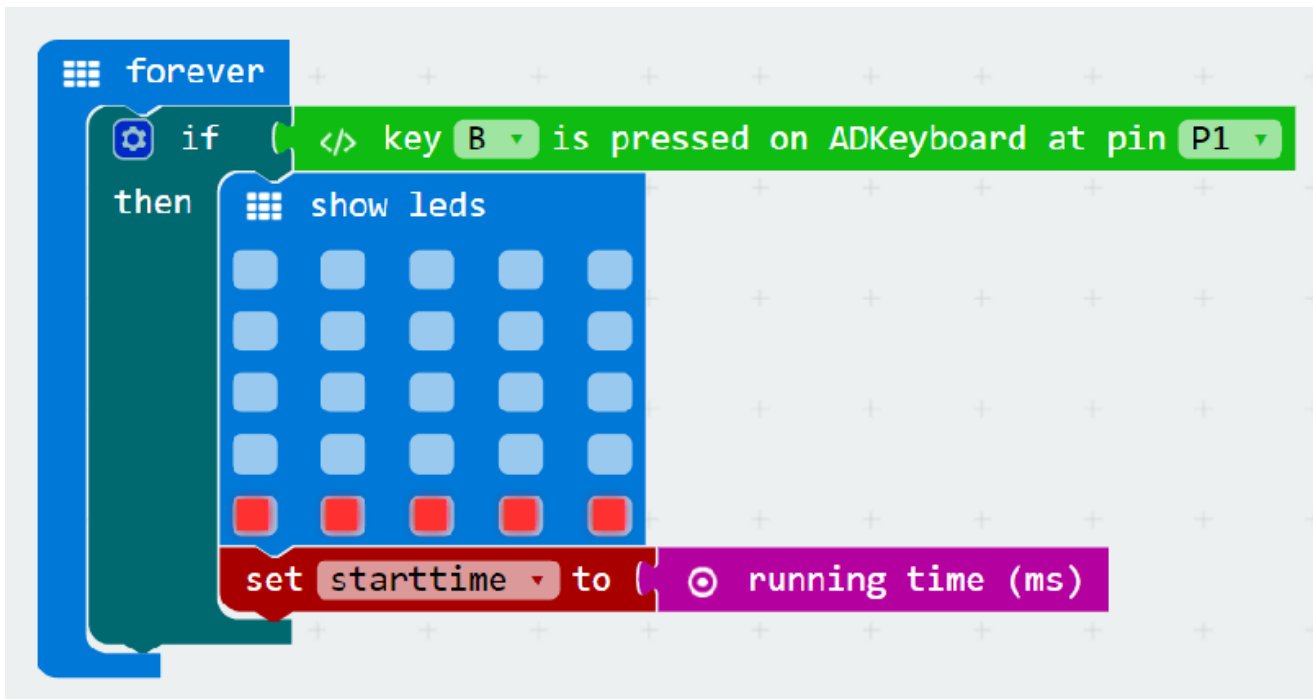 forever
if </> key B is pressed on ADKeyboard at pin P1
then show leds
set starttime to running time (ms)